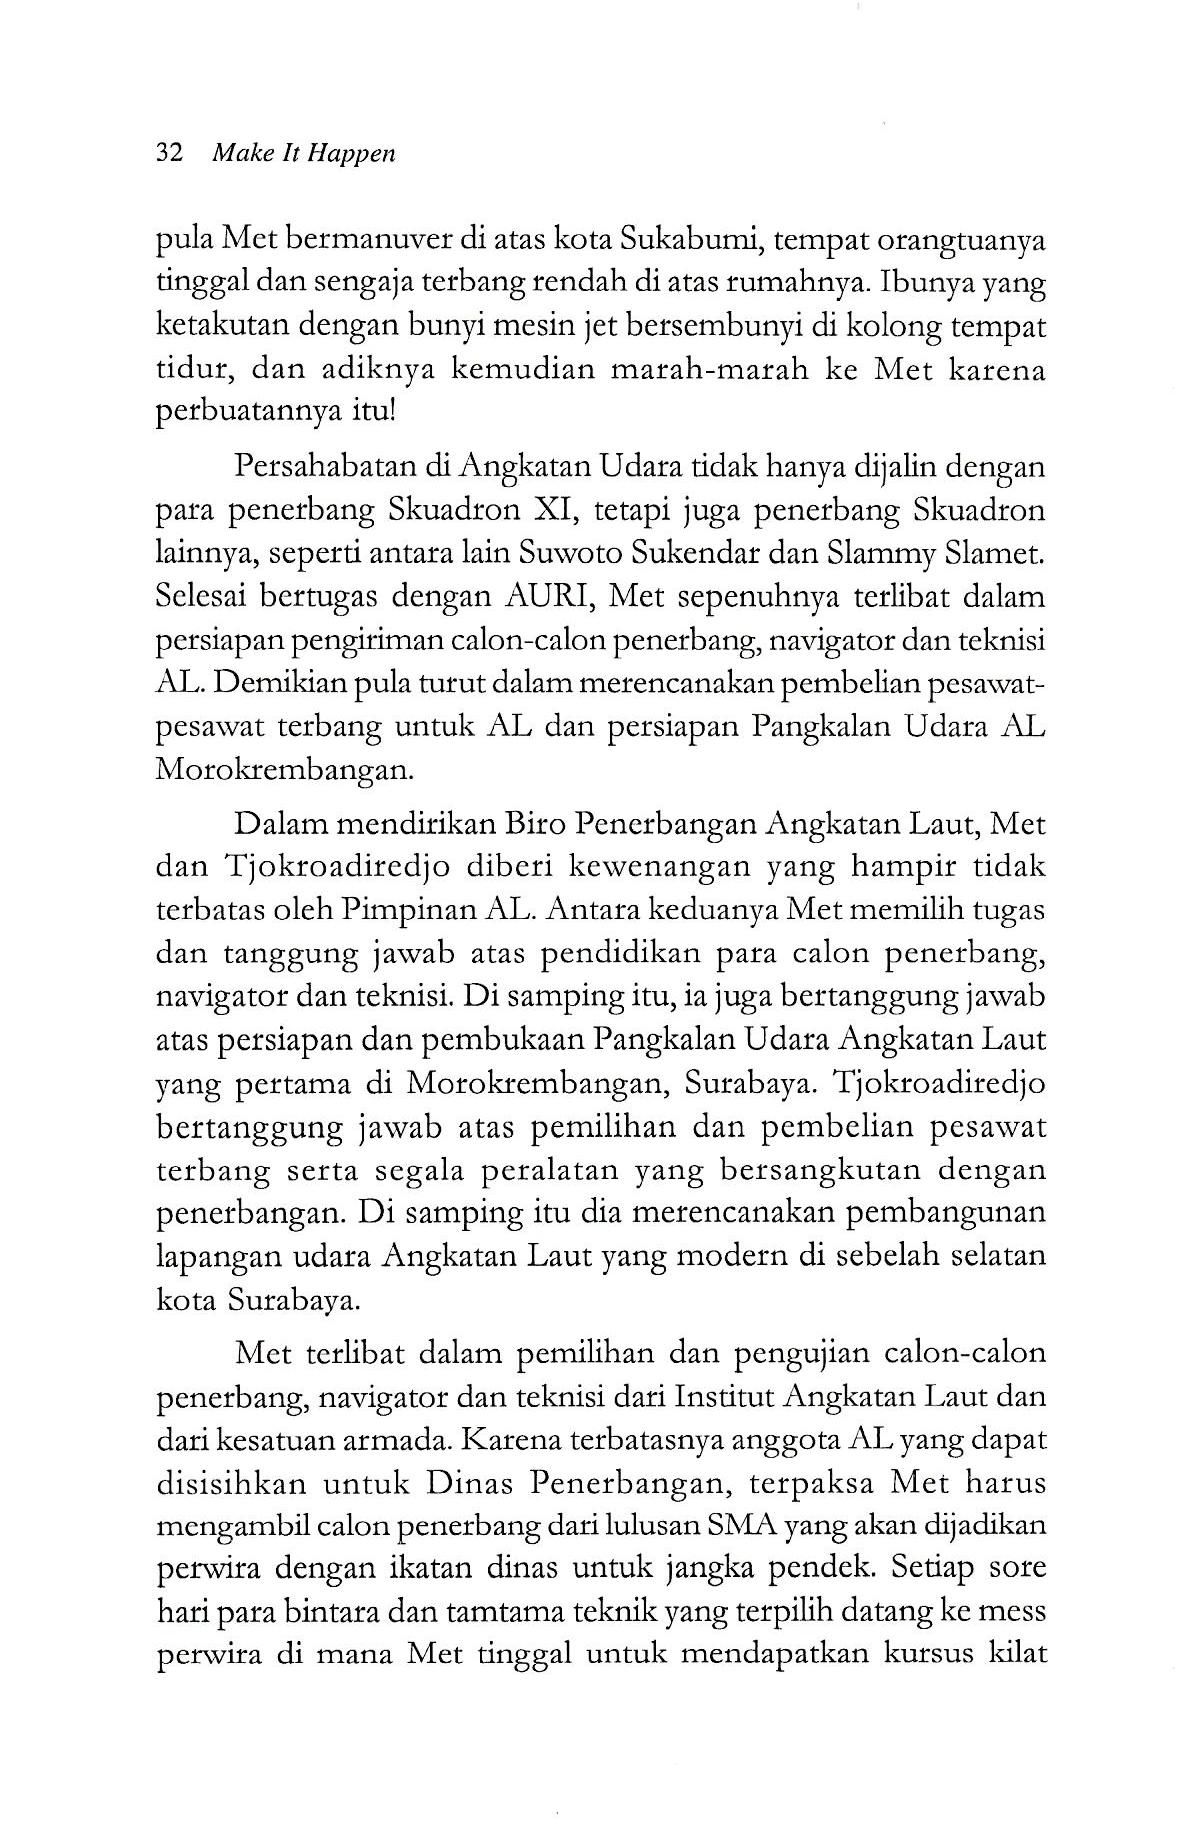 32 Make It Happen
pula Met bermanuver di atas kota Sukabumi, tempat orangtuanya
tinggal dan sengaja terbang rendah di atas rumahnya. Ibunya yang
ketakutan dengan bunyi mesin jet bersembunyi di kolong tempat
tidur, dan adiknya kemudian marah-marah ke Met karena
perbuatannya itu!
Persahabatan di Angkatan Udara tidak hanya dijalin dengan
para penerbang Skuadron XI, tetapi juga penerbang Skuadron
lainnya, seperti antara lain Suwoto Sukendar dan Slammy Slamet.
Selesai bertugas dengan AURI, Met sepenuhnya terlibat dalam
persiapan pengiriman calon-calon penerbang, navigator dan teknisi
AL. Demikian pula turut dalam merencanakan pembelian pesawat-
pesawat terbang untuk AL dan persiapan Pangkalan Udara AL
Morokrembangan.
Dalam mendirikan Biro Penerbangan Angkatan Laut, Met
dan Tjokroadiredjo diberi kewenangan yang hampir tidak
terbatas oleh Pimpinan AL. Antara keduanya Met memilih tugas
dan tanggung jawab atas pendidikan para calon penerbang,
navigator dan teknisi. Di samping itu, ia juga bertanggung jawab
atas persiapan dan pembukaan Pangkalan Udara Angkatan Laut
yang pertama di Morokrembangan, Surabaya. Tjokroadiredjo
bertanggung jawab atas pemilihan dan pembelian pesawat
terbang serta segala peralatan yang bersangkutan dengan
penerbangan. Di samping itu dia merencanakan pembangunan
lapangan udara Angkatan Laut yang modern di sebelah selatan
kota Surabaya.
Met terlibat dalam pemilihan dan pengujian calon-calon
penerbang, navigator dan teknisi dari Institut Angkatan Laut dan
dari kesatuan armada. Karena terbatasnya anggota AL yang dapat
disisihkan untuk Dinas Penerbangan, terpaksa Met harus
mengambil calon penerbang dari lulusan SMA yang akan dijadikan
perwira dengan ikatan dinas untuk jangka pendek. Setiap sore
hari para bintara dan tamtama teknik yang terpilih datang ke mess
perwira di mana Met tinggal untuk mendapatkan kursus kilat